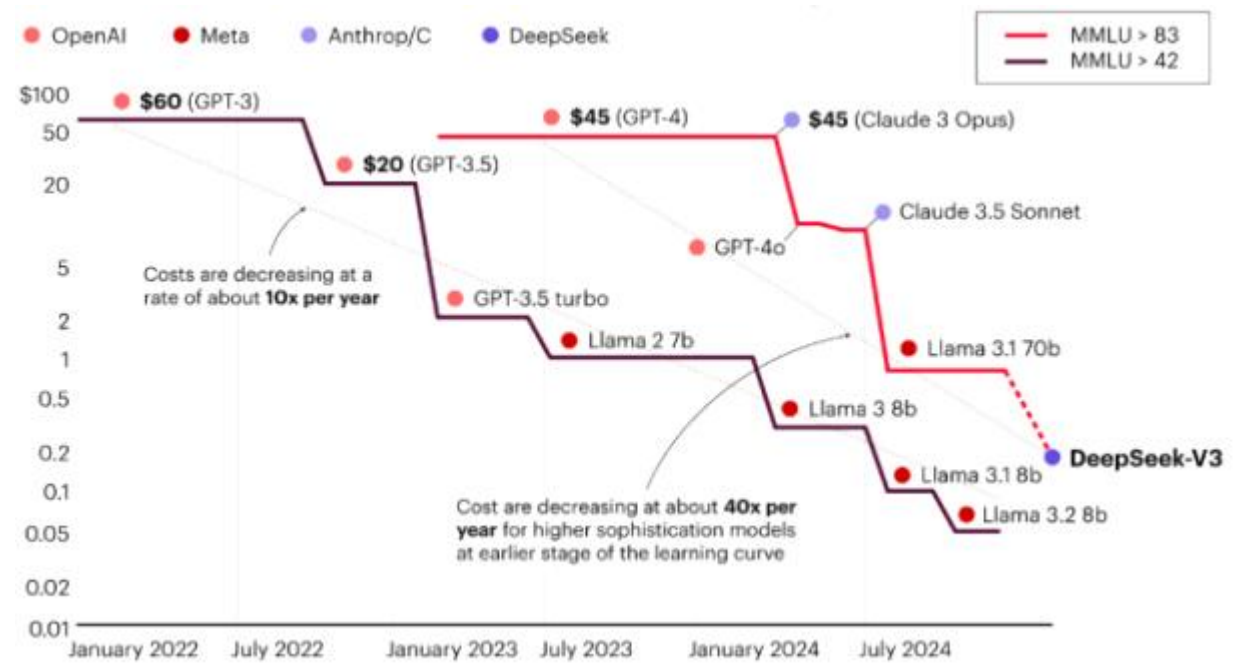 OpenAI Meta Anthrop/C DeepSeek
MMLU > 83
MMLU > 42
$100
50
20
5
2
1
0.5
0.2
0.1
0.05
0.02
0.01
$60 (GPT-3)
$20 (GPT-3.5)
$45 (GPT-4)
$45 (Claude 3 Opus)
Claude 3.5 Sonnet
GPT-4o
Costs are decreasing at a
rate of about 10x per year
GPT-3.5 turbo
Llama 2 7b
Llama 3.1 70b
Llama 3 8b
DeepSeek-V3
Llama 3.1 8b
Llama 3.2 8b
Cost are decreasing at about 40x per
year for higher sophistication models
at earlier stage of the learning curve
January 2022 July 2022 January 2023 July 2023 January 2024 July 2024